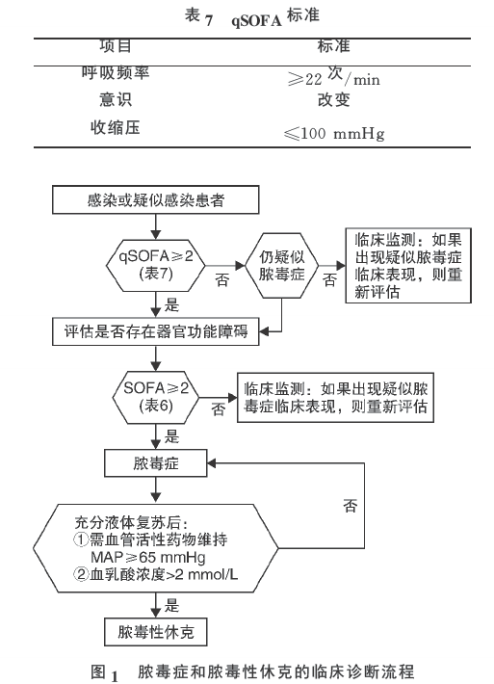 表7 qSOFA标准
项目 标准
呼吸频率 ≥22次/min
意识 改变
收缩压 ≤100 mmHg
感染或疑似感染患者
qSOFA≥2
(表7)
否
仍疑似
脓毒症
否
临床监测：如果
出现疑似脓毒症
临床表现，则重
新评估
是
评估是否存在器官功能障碍
SOFA≥2
(表6)
否
临床监测：如果出现疑似脓
毒症临床表现，则重新评估
是
脓毒症
否
充分液体复苏后：
①需血管活性药物维持
MAP≥65 mmHg
②血乳酸浓度>2 mmol/L
是
脓毒性休克
图1 脓毒症和脓毒性休克的临床诊断流程